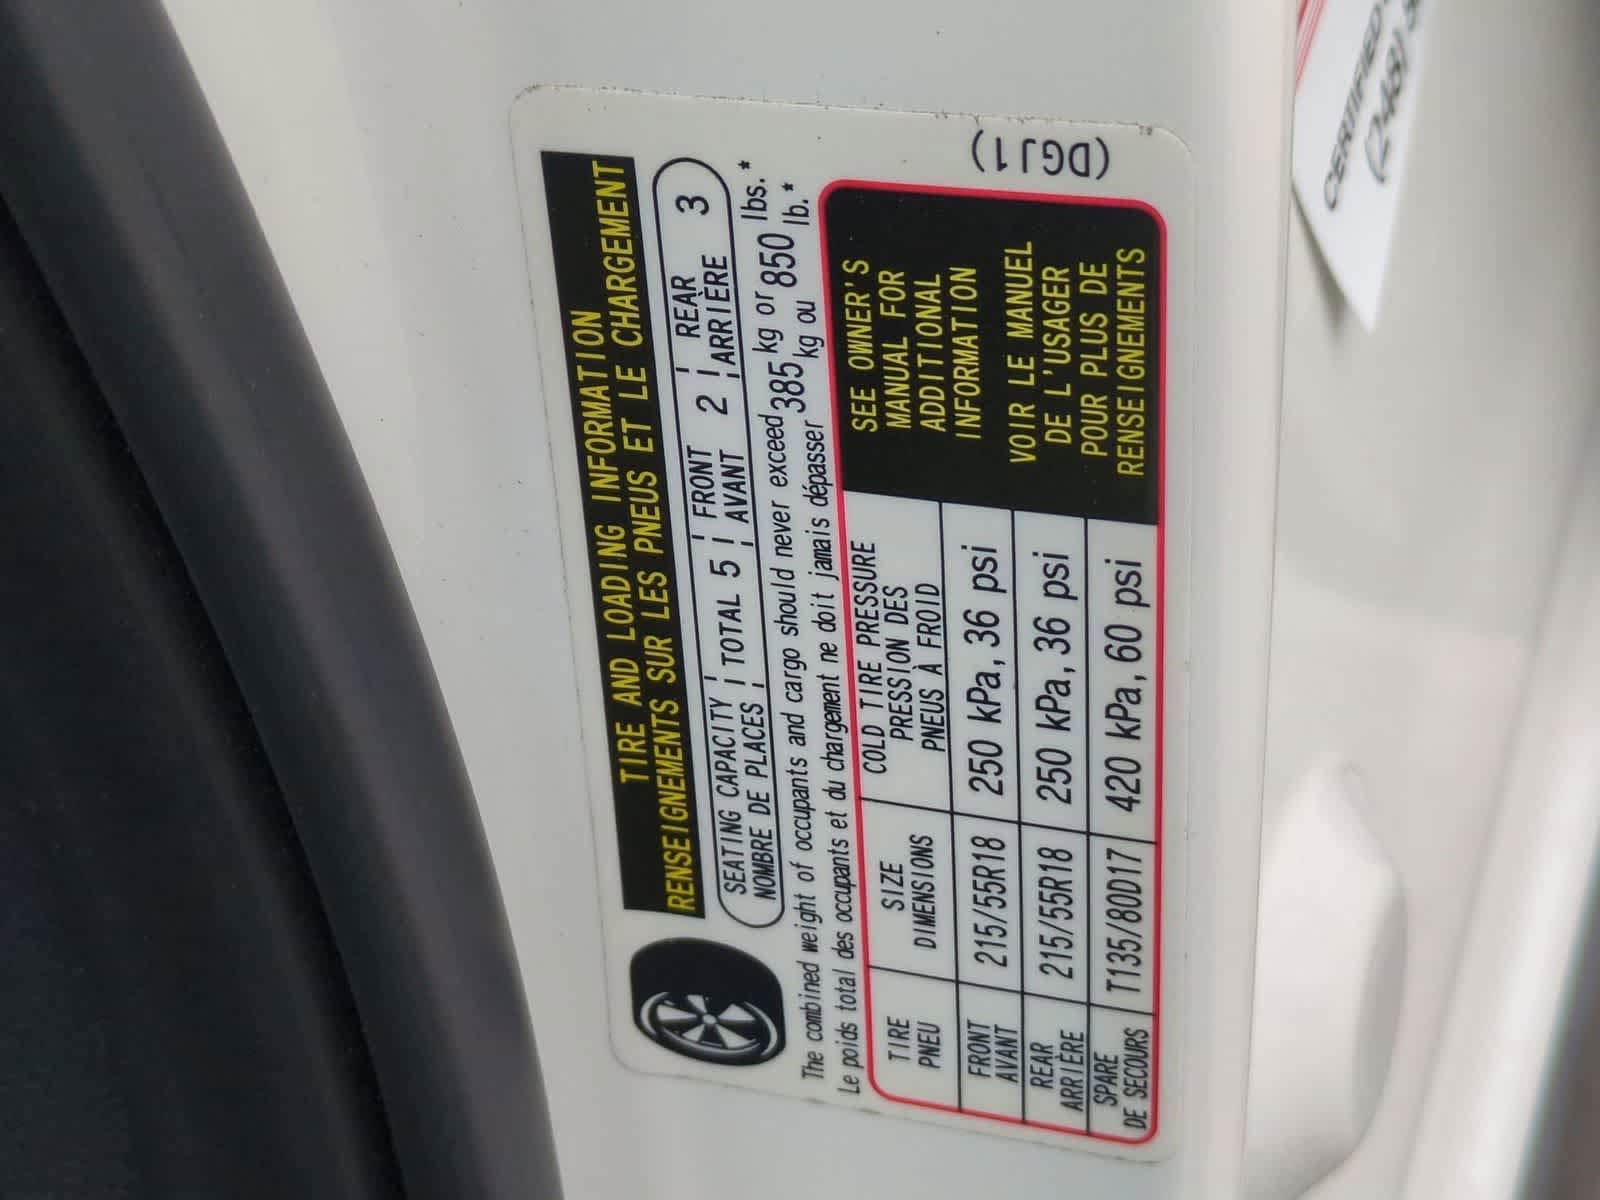 TIRE AND LOADING INFORMATION
RENSEIGNEMENTS SUR LES PNEUS ET LE CHARGEMENT
SEATING CAPACITY | TOTAL 5 | FRONT 2 | REAR 3
NOMBRE DE PLACES | AVANT | ARRIÈRE
The combined weight of occupants and cargo should never exceed 385 kg or 850 lbs.*
Le poids total des occupants et du chargement ne doit jamais dépasser 385 kg ou 850 lb.*
TIRE
PNEU
SIZE
DIMENSIONS
COLD TIRE PRESSURE
PRESSION DES
PNEUS À FROID
FRONT
AVANT
215/55R18
250 kPa, 36 psi
REAR
ARRIÈRE
215/55R18
250 kPa, 36 psi
SPARE
DE SECOURS
T135/80D17
420 kPa, 60 psi
SEE OWNER'S
MANUAL FOR
ADDITIONAL
INFORMATION
VOIR LE MANUEL
DE L'USAGER
POUR PLUS DE
RENSEIGNEMENTS
(DGJ1)
CERTIFIED
(248)